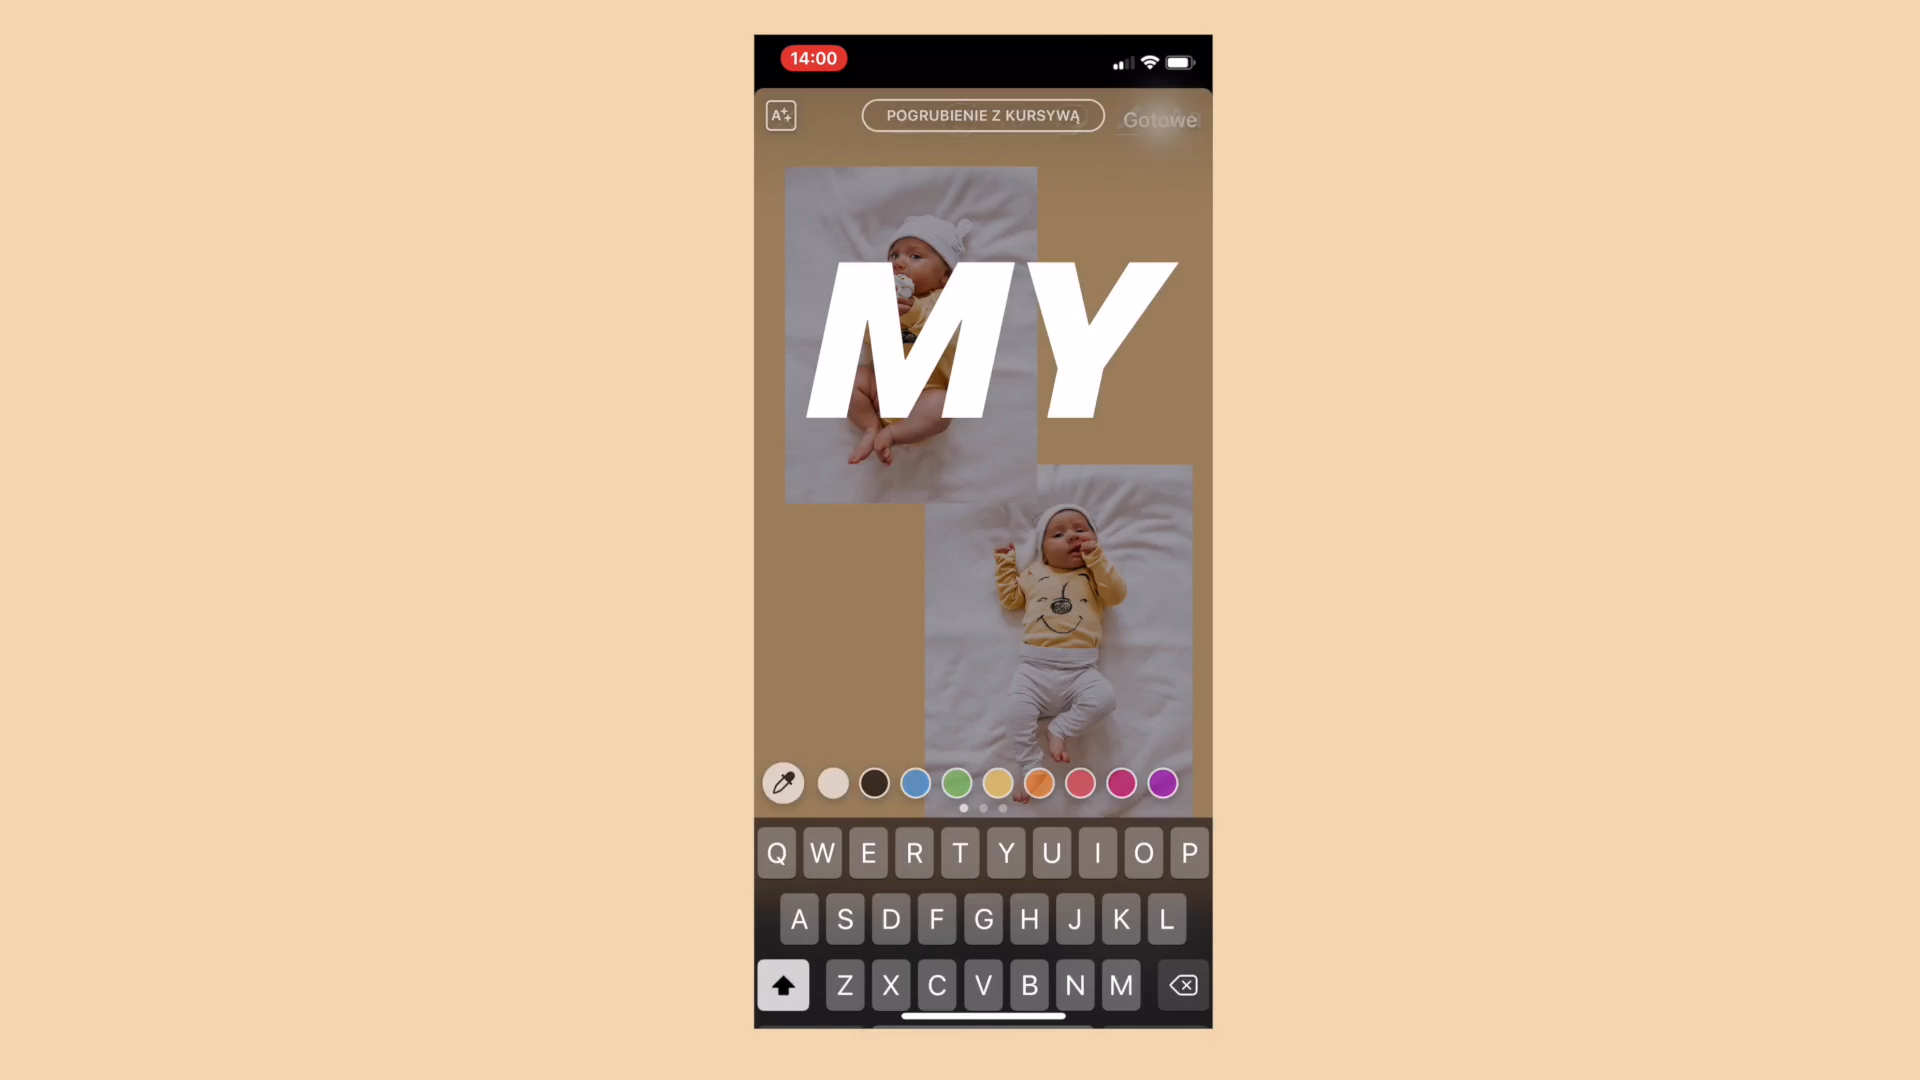 14:00
A
POGRUBIENIE Z KURSYWĄ
Gotowe
MY
Q W E R T Y U I O P
A S D F G H J K L
Z X C V B N M